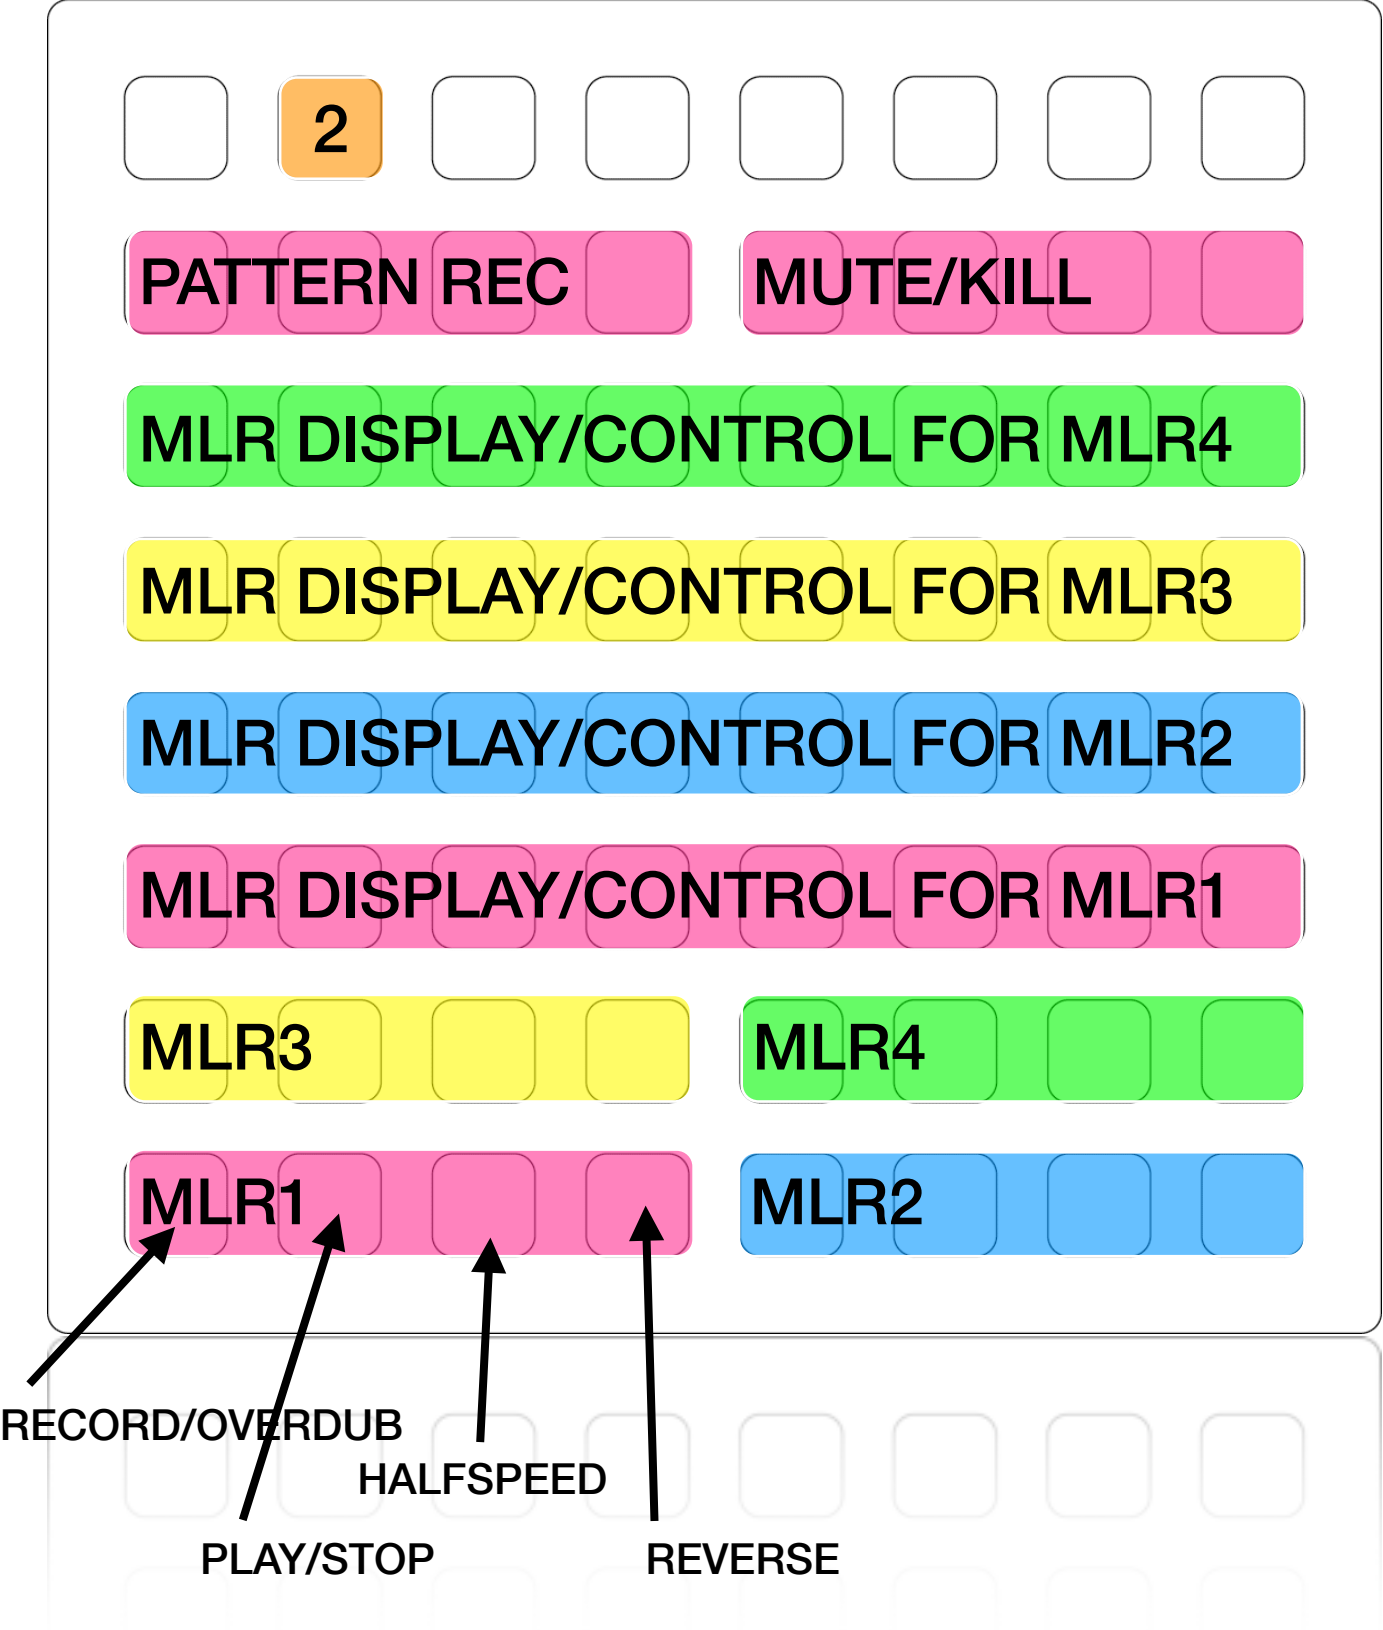 2
PATTERN REC
MUTE/KILL
MLR DISPLAY/CONTROL FOR MLR4
MLR DISPLAY/CONTROL FOR MLR3
MLR DISPLAY/CONTROL FOR MLR2
MLR DISPLAY/CONTROL FOR MLR1
MLR3
MLR4
MLR1
MLR2
RECORD/OVERDUB
HALFSPEED
PLAY/STOP
REVERSE